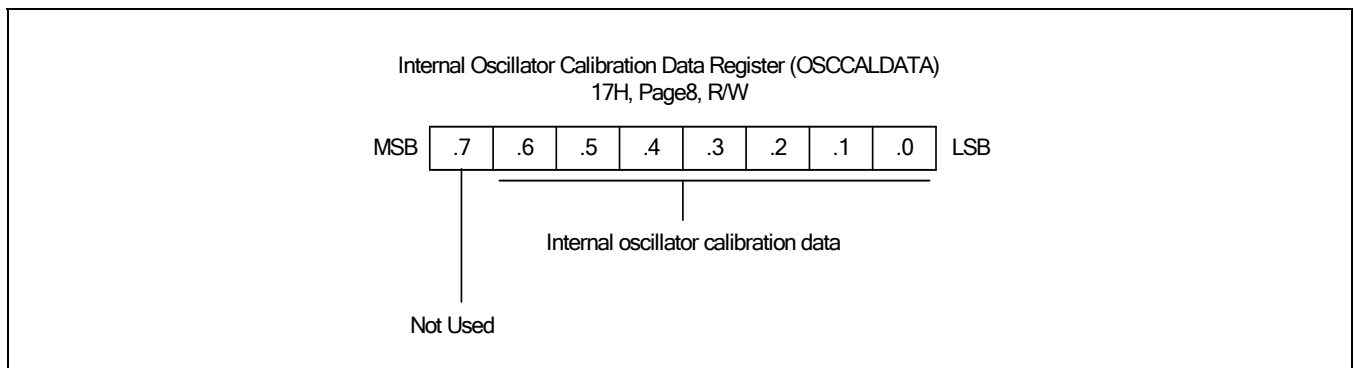 Internal Oscillator Calibration Data Register (OSCCALDATA)
17H, Page8, R/W
MSB .7 .6 .5 .4 .3 .2 .1 .0 LSB
Internal oscillator calibration data
Not Used